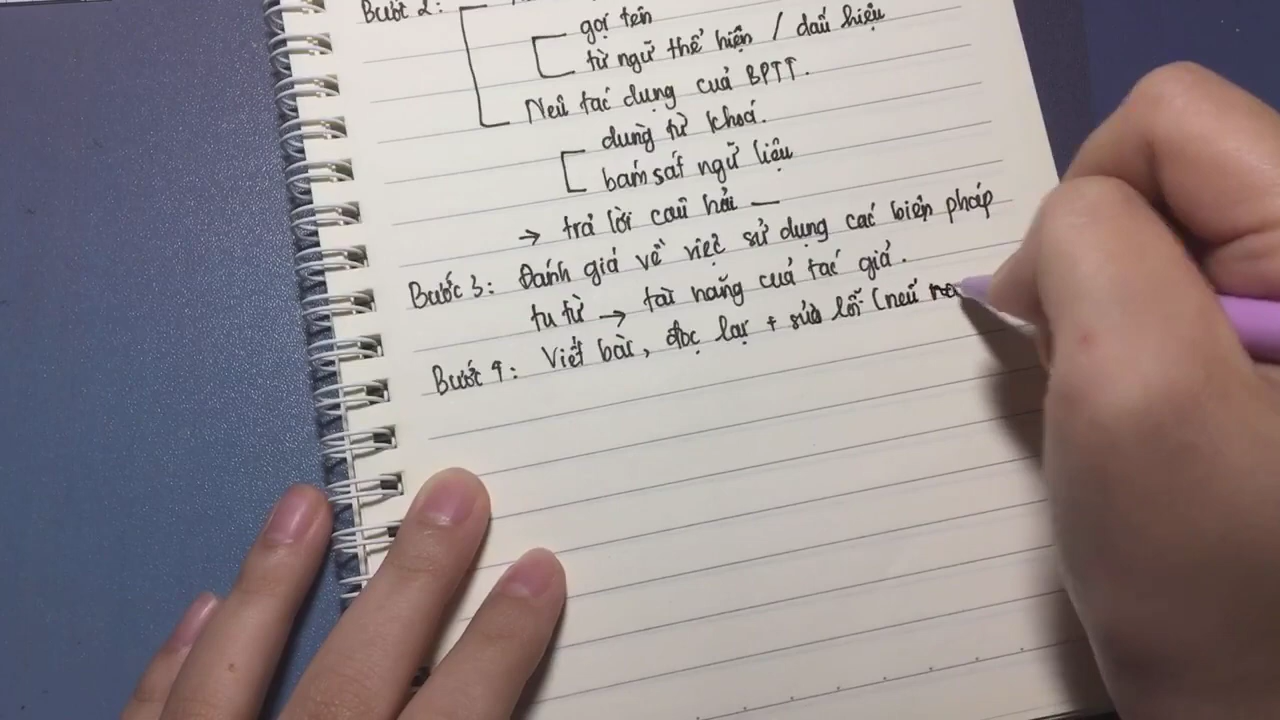 Bước 2:
gọi tên
từ ngữ thể hiện / dấu hiệu
Nêu tác dụng của BPTT.
dùng từ khoá.
bám sát ngữ liệu
→ trả lời câu hỏi —
Bước 3: Đánh giá về việc sử dụng các biện pháp
tu từ → tài năng của tác giả.
Bước 4: Viết bài, đọc lại + sửa lỗi (nếu